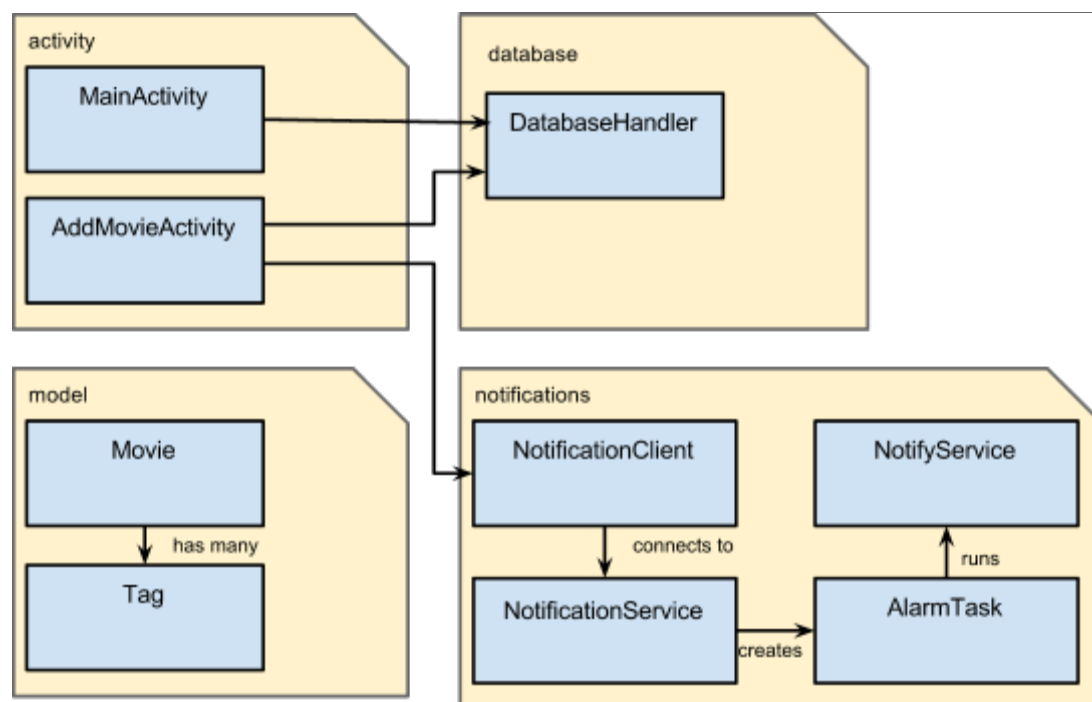 activity
MainActivity
AddMovieActivity
database
DatabaseHandler
model
Movie
has many
Tag
notifications
NotificationClient
NotifyService
connects to
runs
NotificationService
creates
AlarmTask